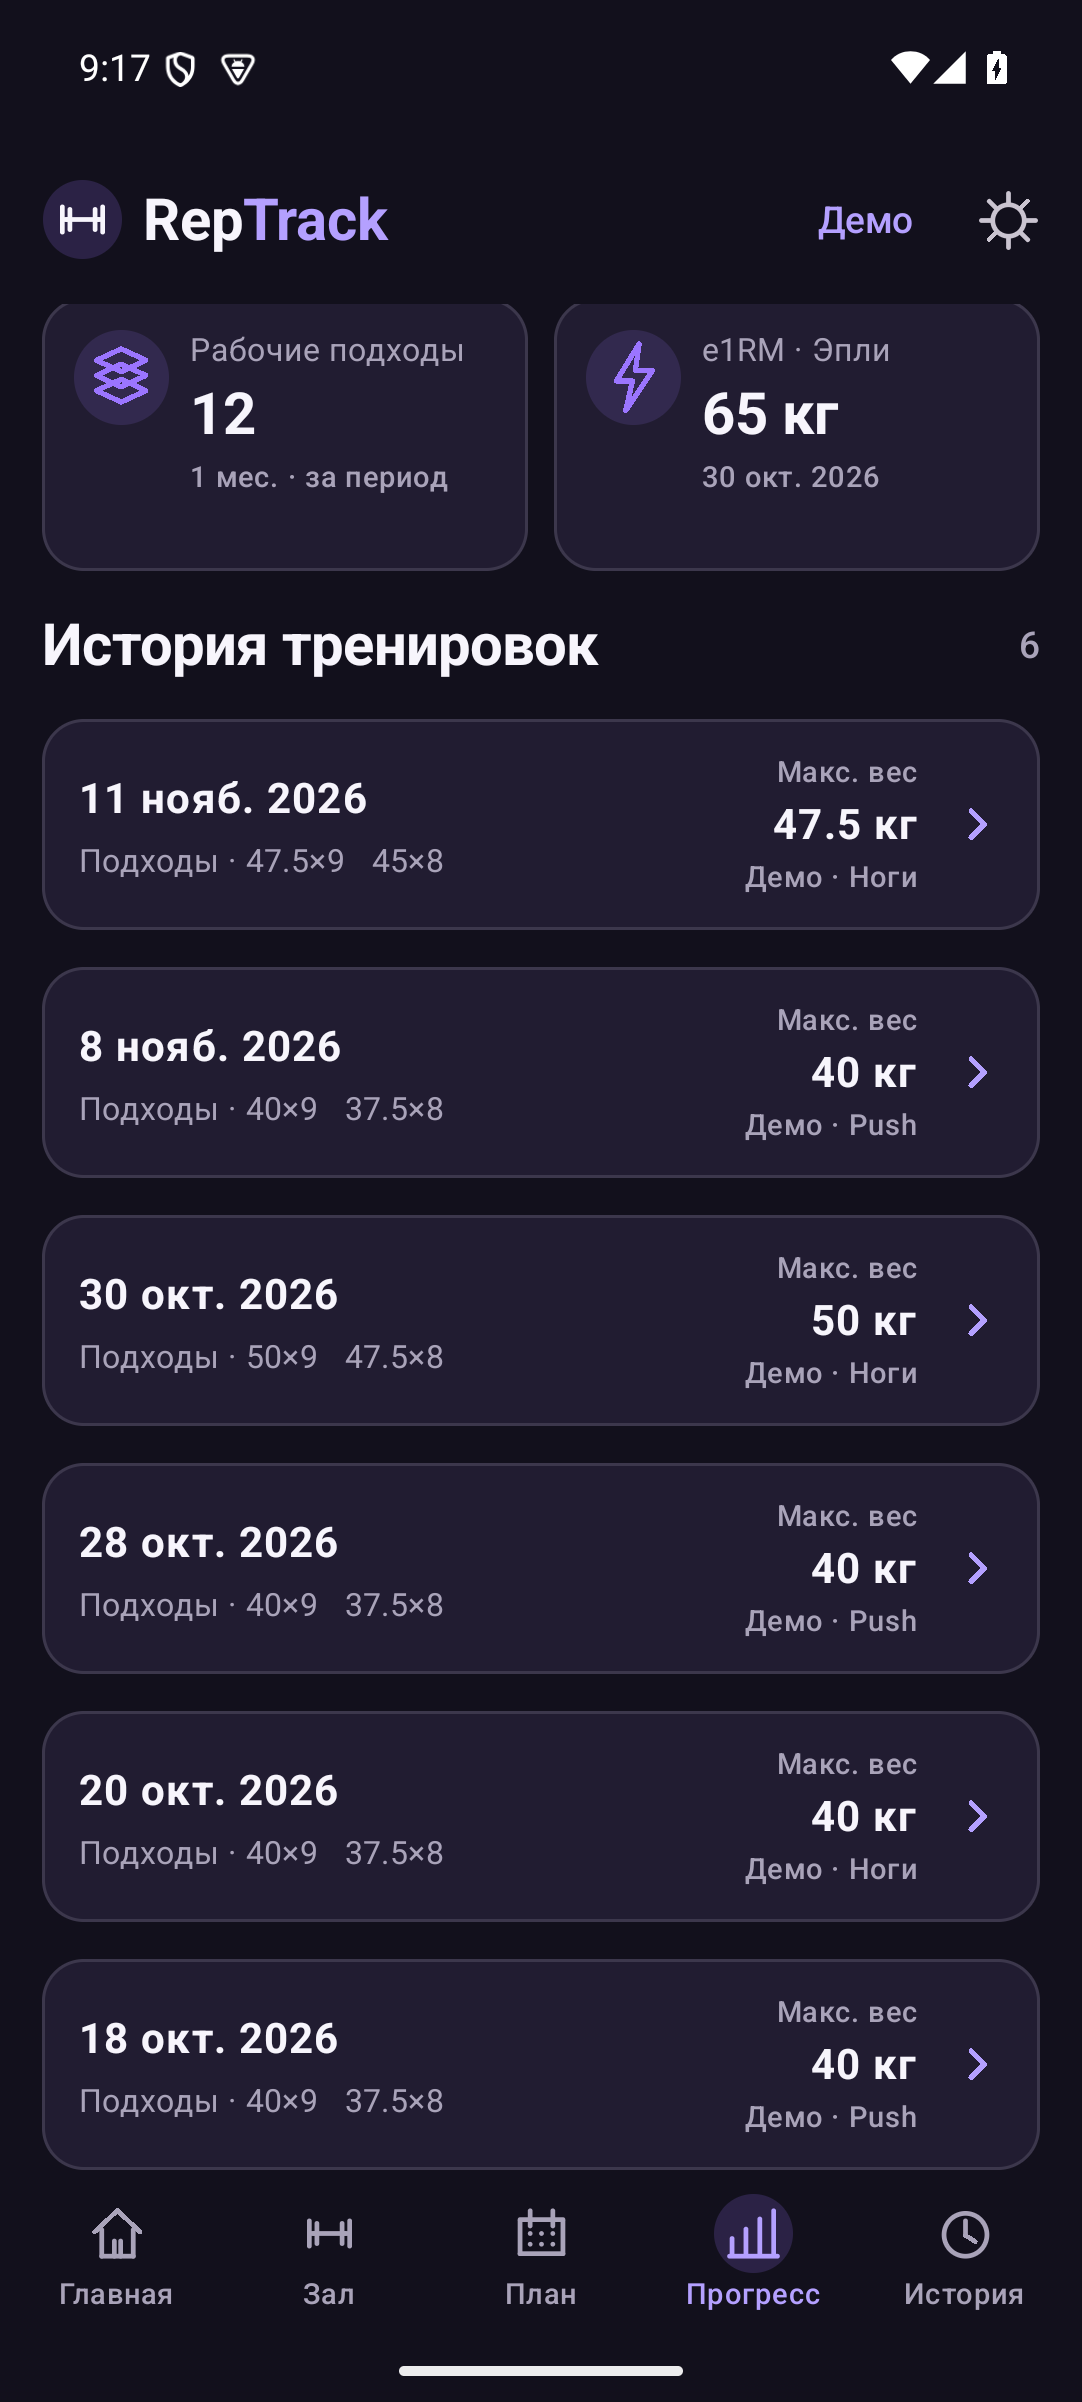 9:17
RepTrack
Демо
Рабочие подходы
12
1 мес. · за период
e1RM · Эпли
65 кг
30 окт. 2026
История тренировок
6
11 нояб. 2026
Подходы · 47.5×9 45×8
Макс. вес
47.5 кг
Демо · Ноги
8 нояб. 2026
Подходы · 40×9 37.5×8
Макс. вес
40 кг
Демо · Push
30 окт. 2026
Подходы · 50×9 47.5×8
Макс. вес
50 кг
Демо · Ноги
28 окт. 2026
Подходы · 40×9 37.5×8
Макс. вес
40 кг
Демо · Push
20 окт. 2026
Подходы · 40×9 37.5×8
Макс. вес
40 кг
Демо · Ноги
18 окт. 2026
Подходы · 40×9 37.5×8
Макс. вес
40 кг
Демо · Push
Главная
Зал
План
Прогресс
История